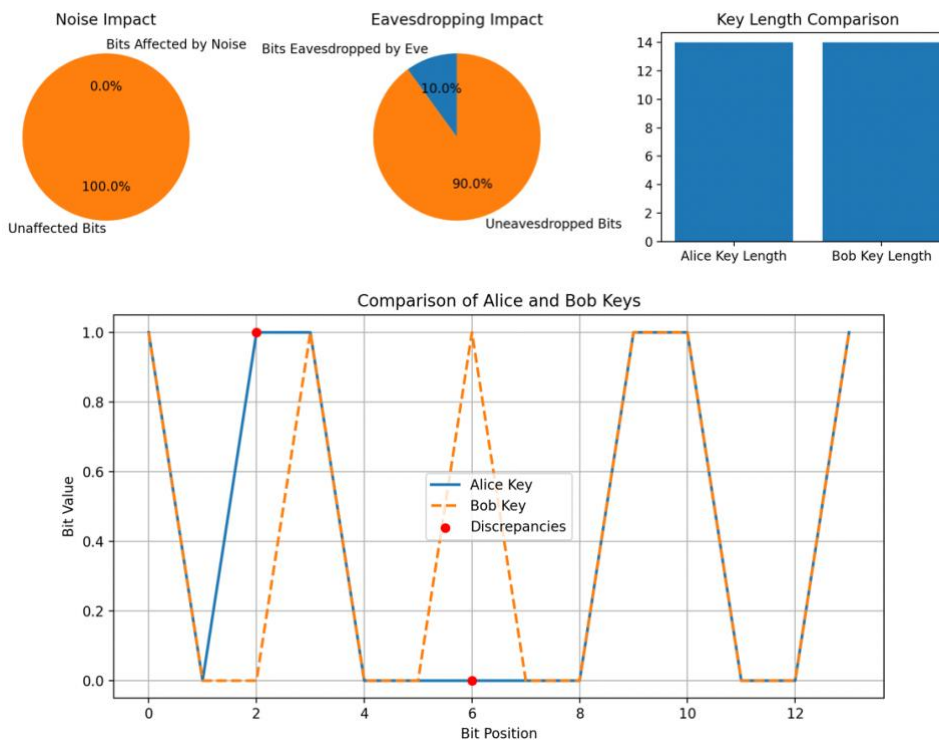 Noise Impact
Bits Affected by Noise
0.0%
100.0%
Unaffected Bits
Eavesdropping Impact
Bits Eavesdropped by Eve
10.0%
90.0%
Uneavesdropped Bits
Key Length Comparison
14
12
10
8
6
4
2
0
Alice Key Length
Bob Key Length
Comparison of Alice and Bob Keys
Bit Value
1.0
0.8
0.6
0.4
0.2
0.0
Alice Key
Bob Key
Discrepancies
0
2
4
6
8
10
12
Bit Position